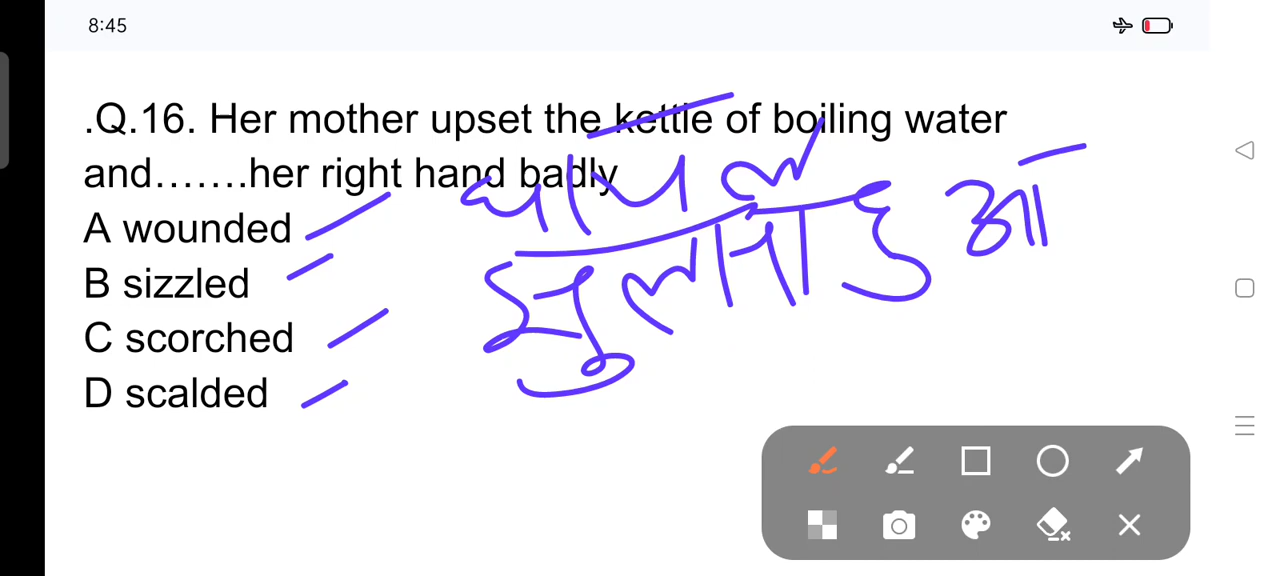 8:45
.Q.16. Her mother upset the kettle of boiling water
and.......her right hand badly
A wounded
B sizzled
C scorched
D scalded